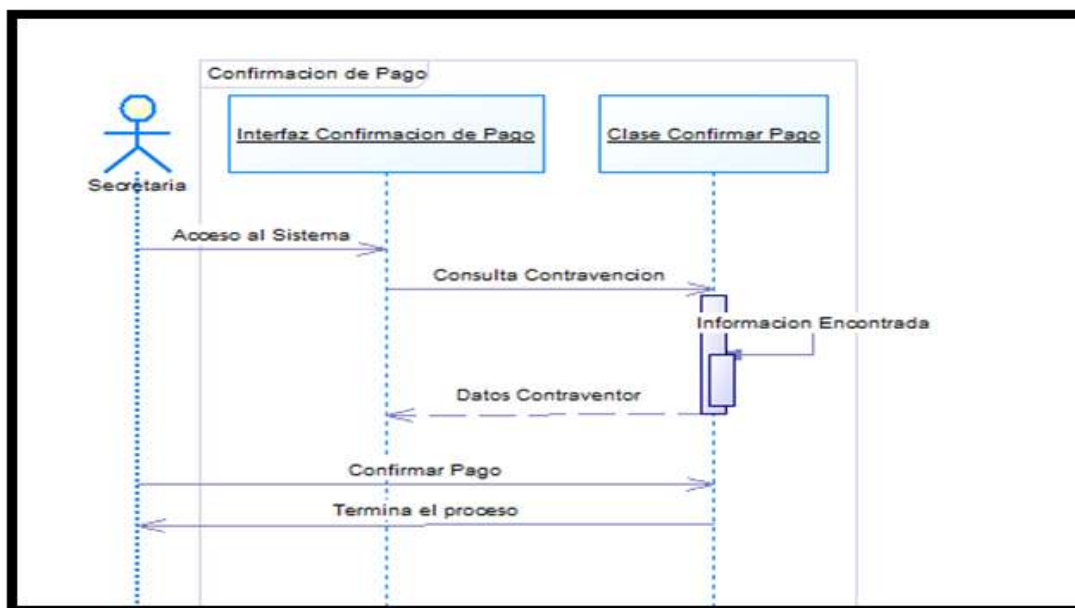 Confirmacion de Pago
Interfaz Confirmacion de Pago
Clase Confirmar Pago
Secretaria
Acceso al Sistema
Consulta Contravencion
Informacion Encontrada
Datos Contraventor
Confirmar Pago
Termina el proceso